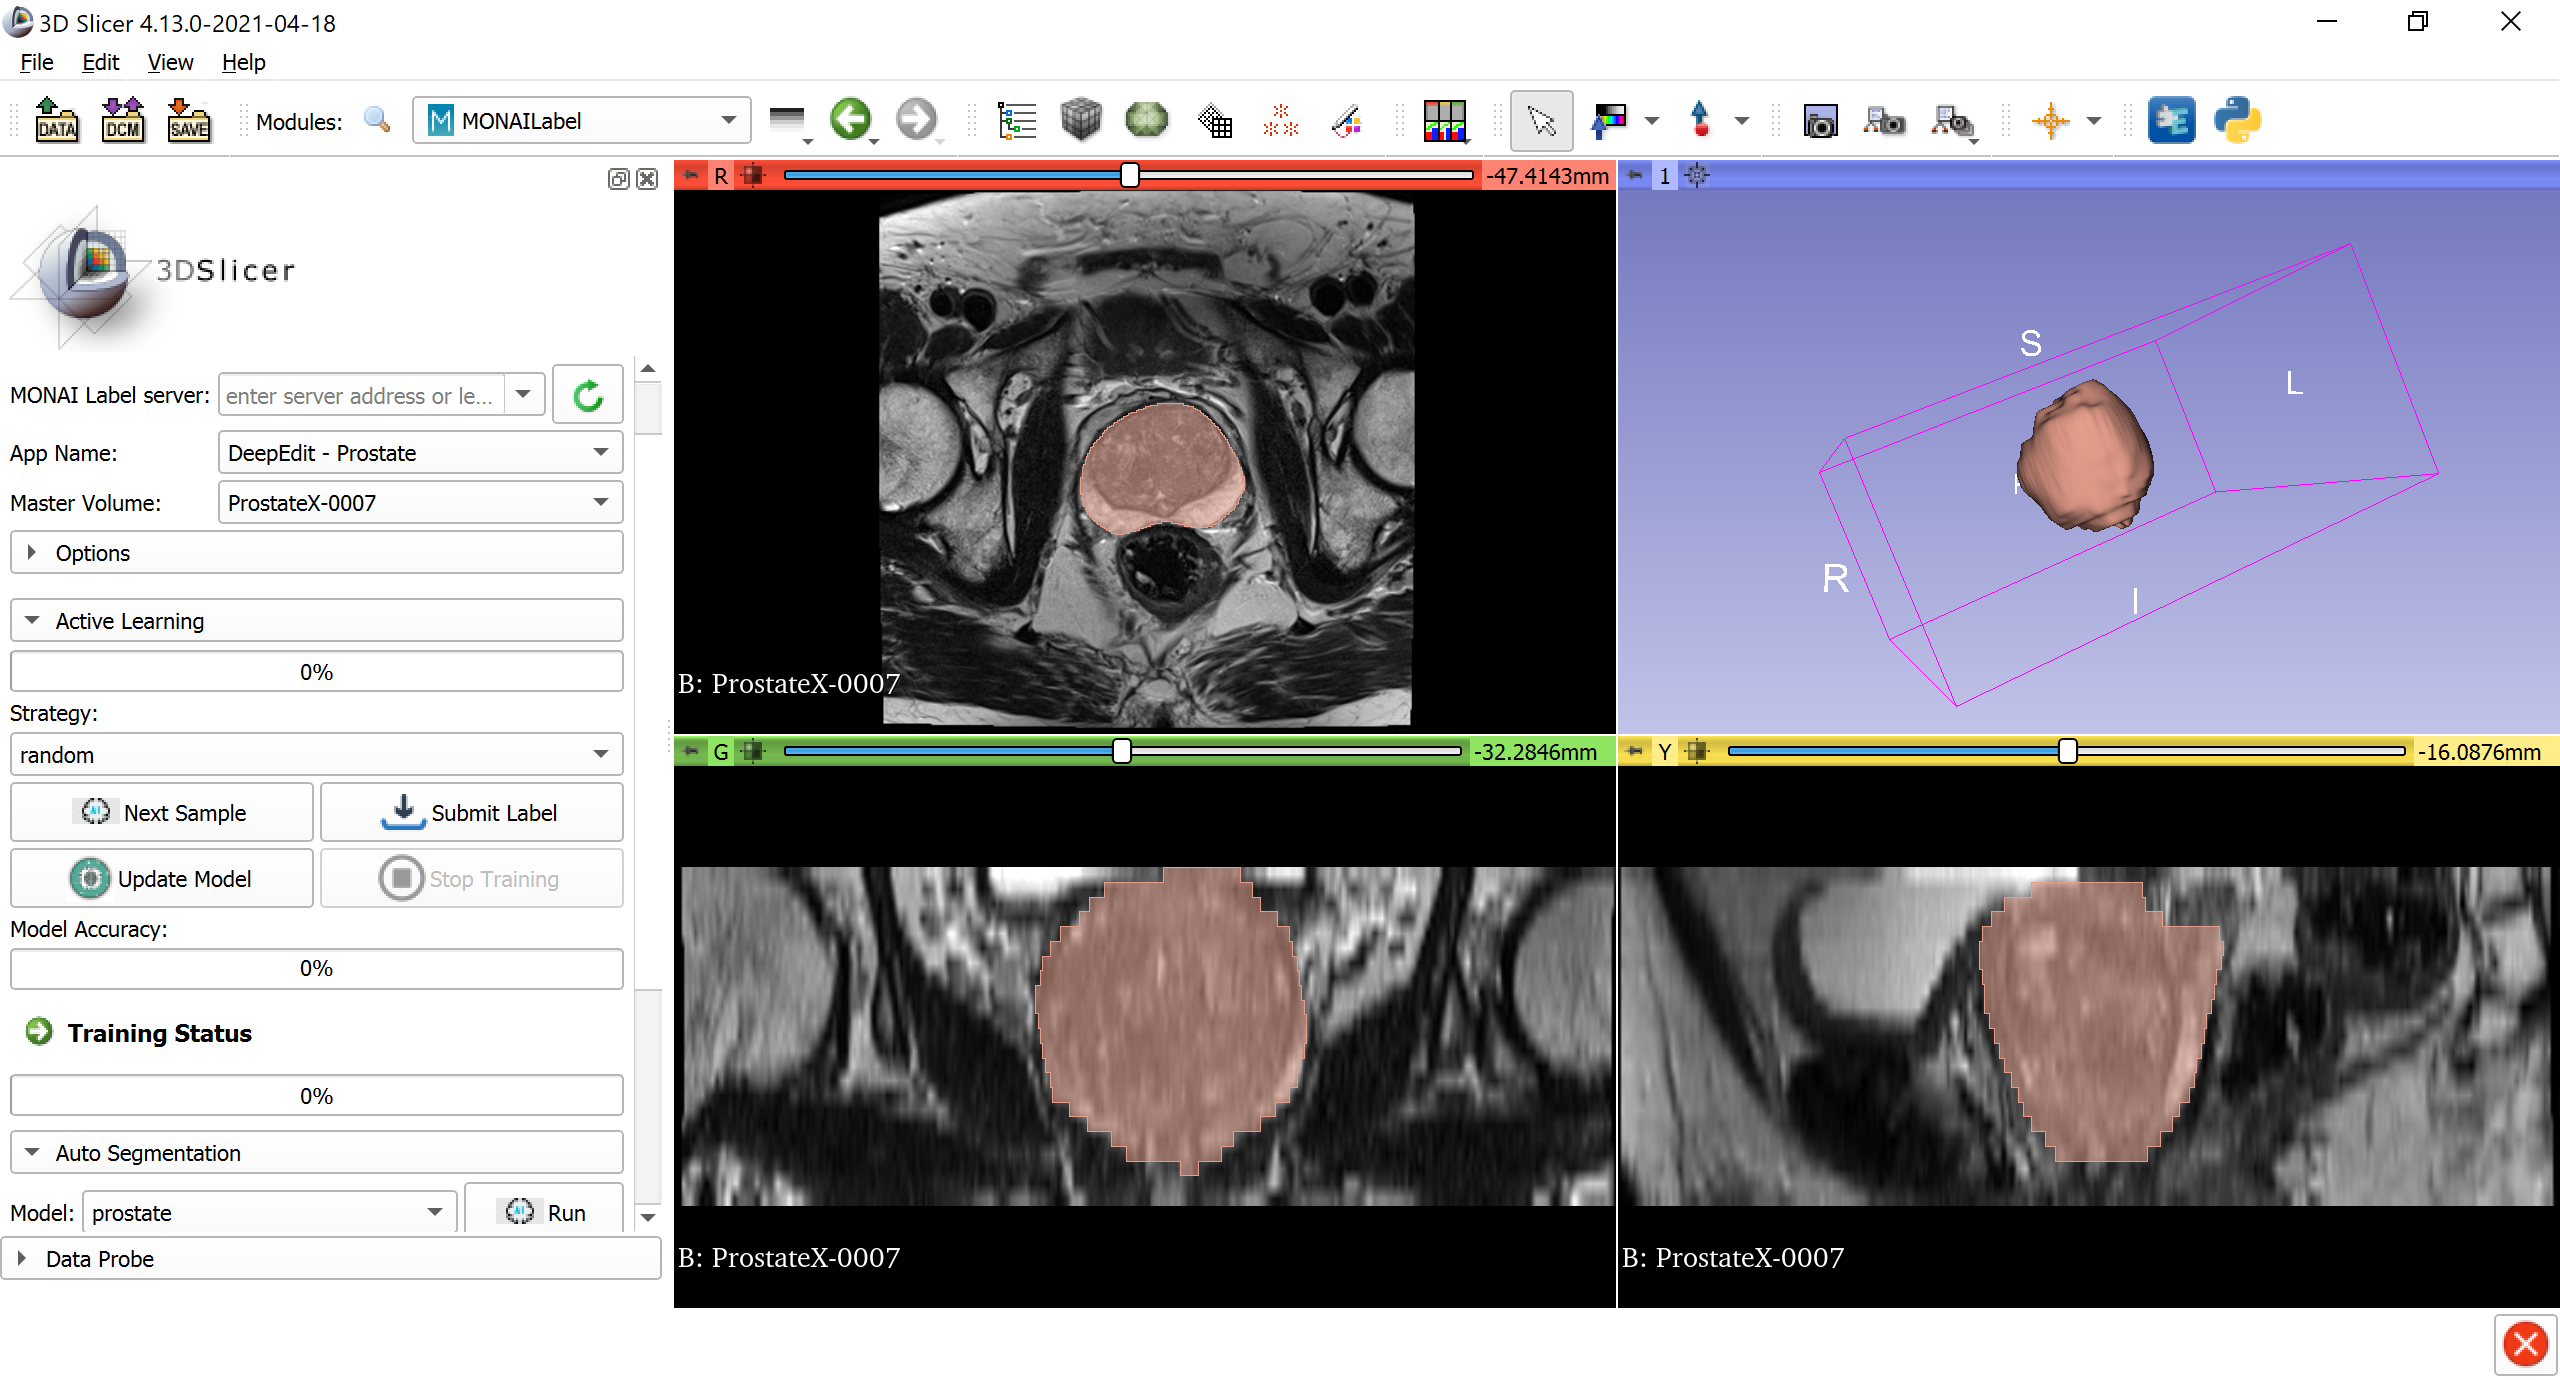 3D Slicer 4.13.0-2021-04-18
File Edit View Help
DATA DCM SAVE Modules: M MONAILabel
R -47.4143mm
1
3DSlicer
MONAI Label server: enter server address or le...
App Name: DeepEdit - Prostate
Master Volume: ProstateX-0007
Options
Active Learning
0%
Strategy:
random
Next Sample Submit Label
Update Model Stop Training
Model Accuracy:
0%
Training Status
0%
Auto Segmentation
Model: prostate AI Run
Data Probe
B: ProstateX-0007
S
L
R
I
G -32.2846mm
B: ProstateX-0007
Y -16.0876mm
B: ProstateX-0007